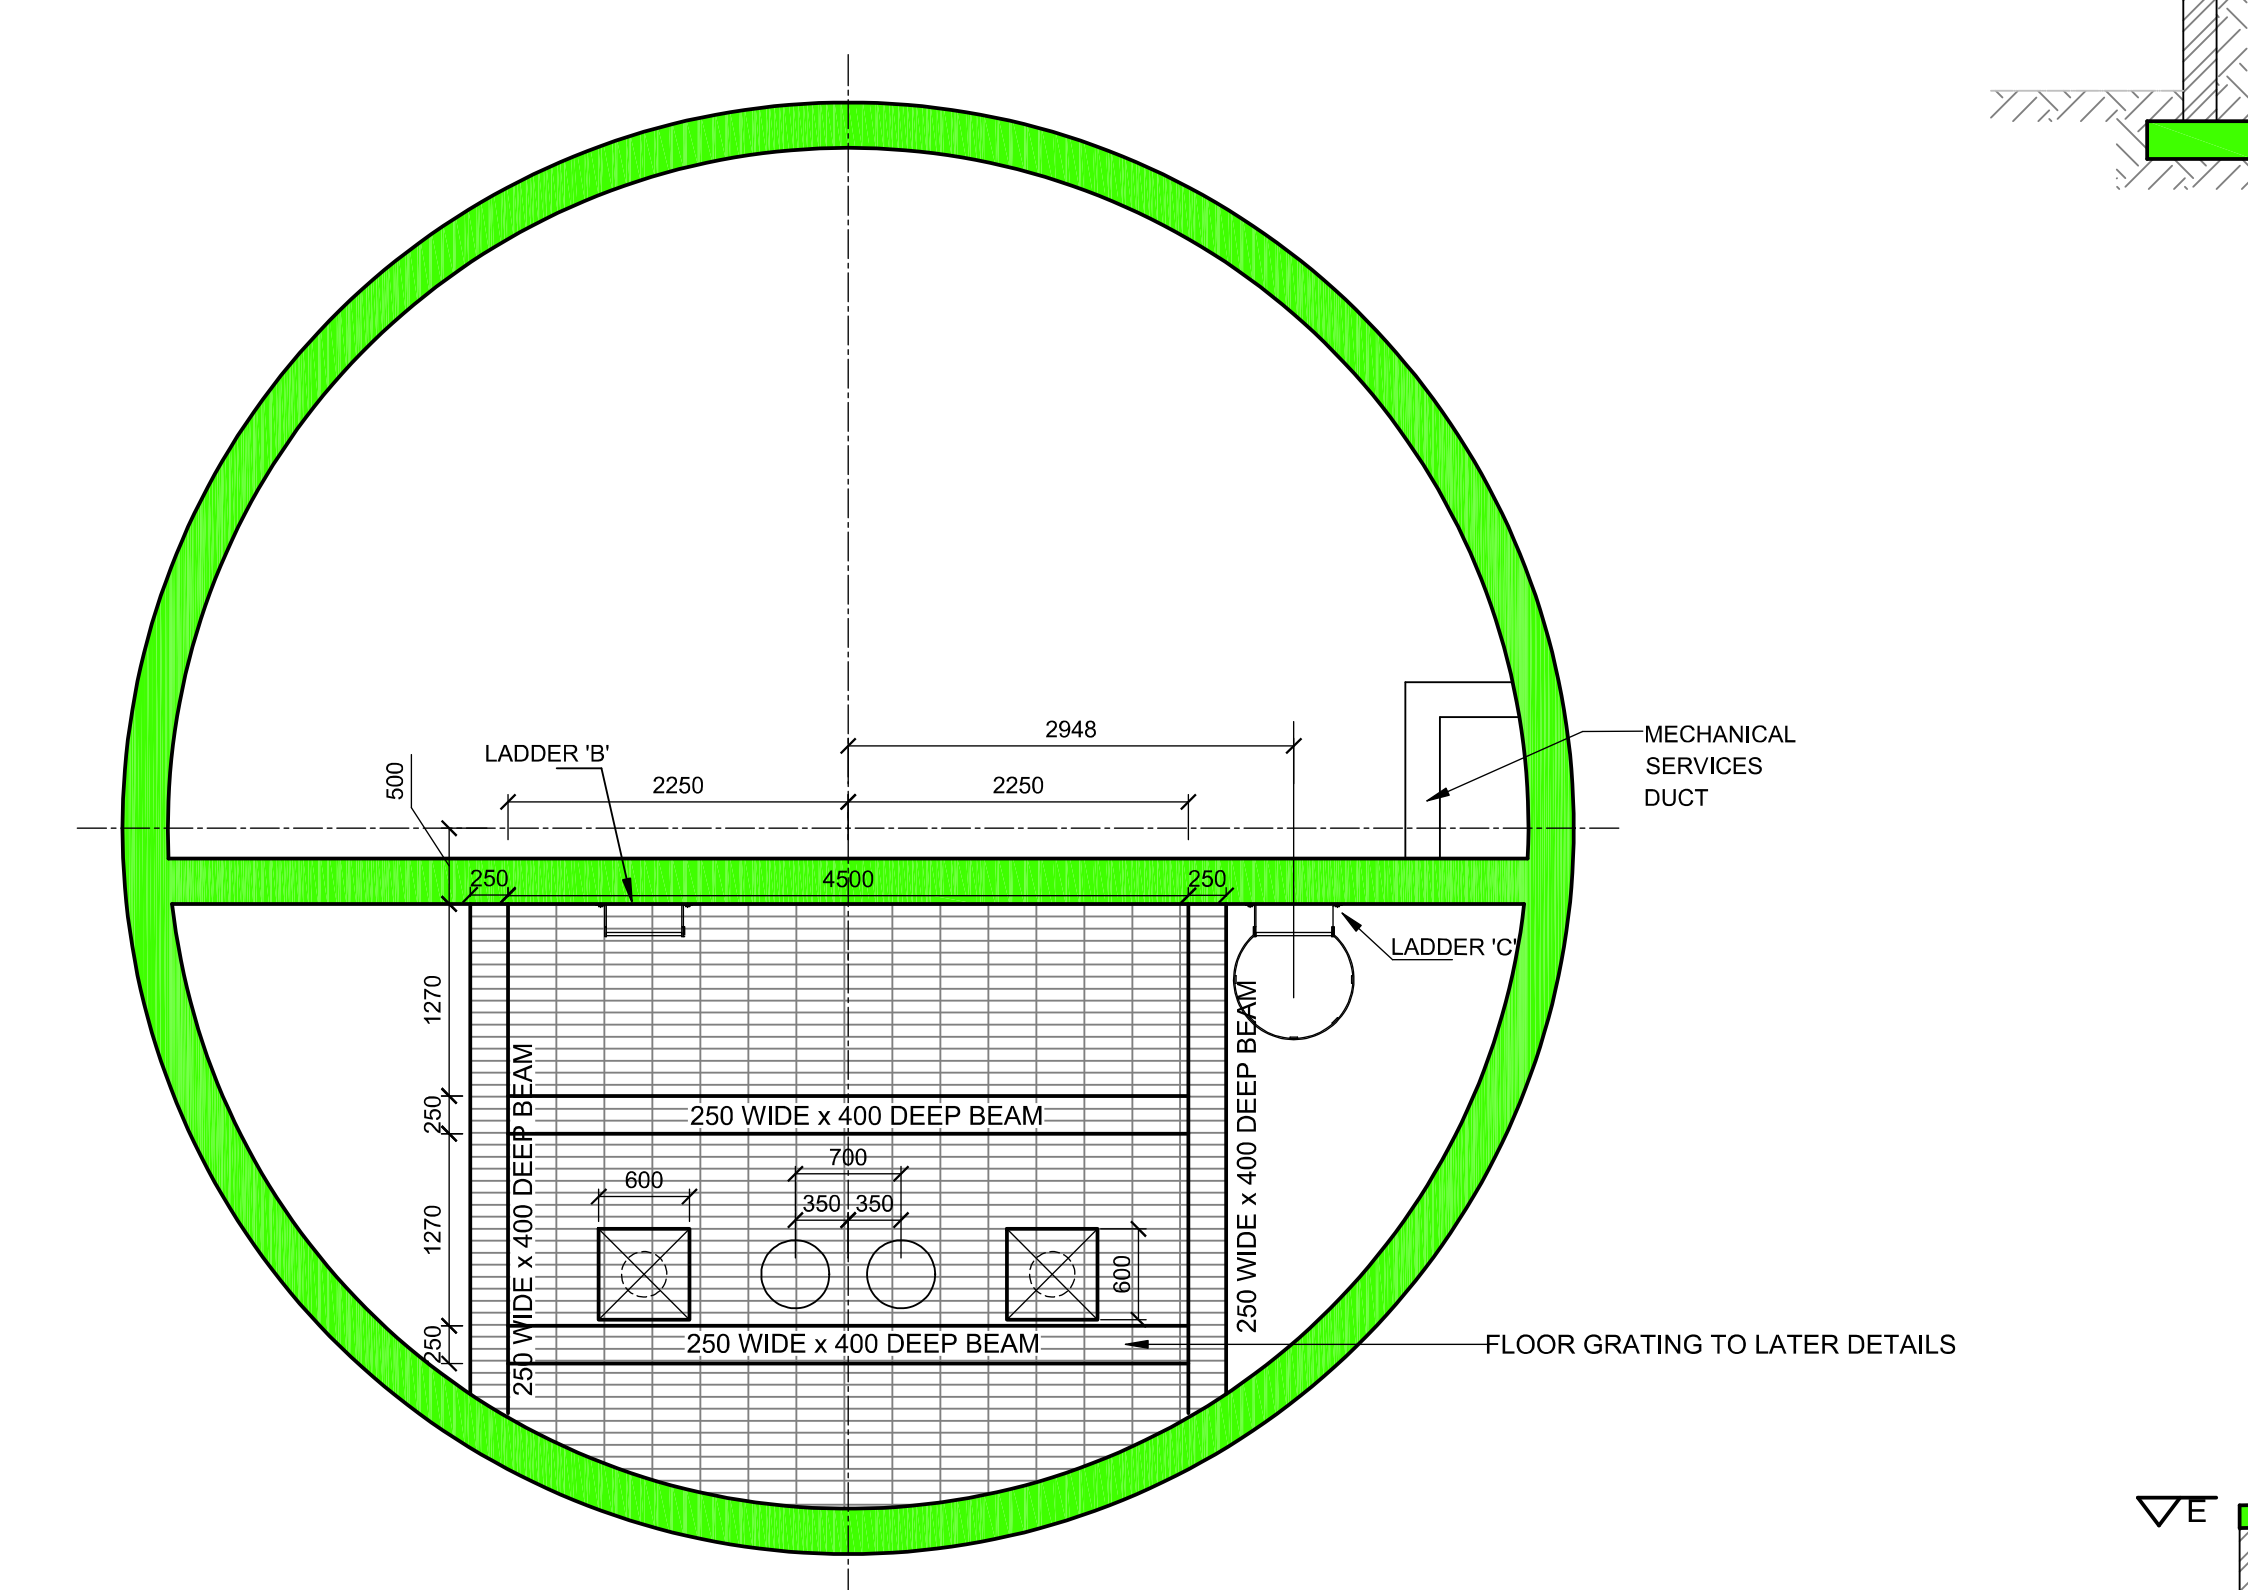 2948
LADDER 'B'
500
2250
2250
MECHANICAL
SERVICES
DUCT
250
4500
250
LADDER 'C'
1270
250 WIDE x 400 DEEP BEAM
250 WIDE x 400 DEEP BEAM
250
250 WIDE x 400 DEEP BEAM
700
600
350
350
1270
600
250
250 WIDE x 400 DEEP BEAM
FLOOR GRATING TO LATER DETAILS
E